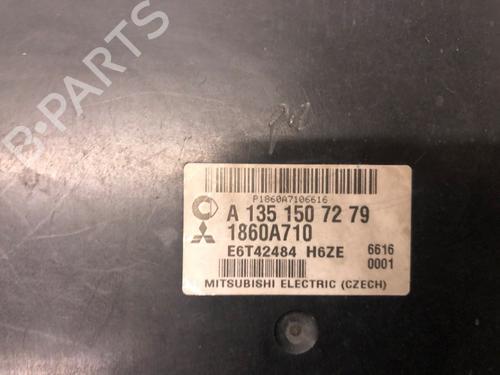 B-PARTS
P1860A7106616
A 135 150 72 79
1860A710
E6T42484 H6ZE
6616
0001
MITSUBISHI ELECTRIC (CZECH)